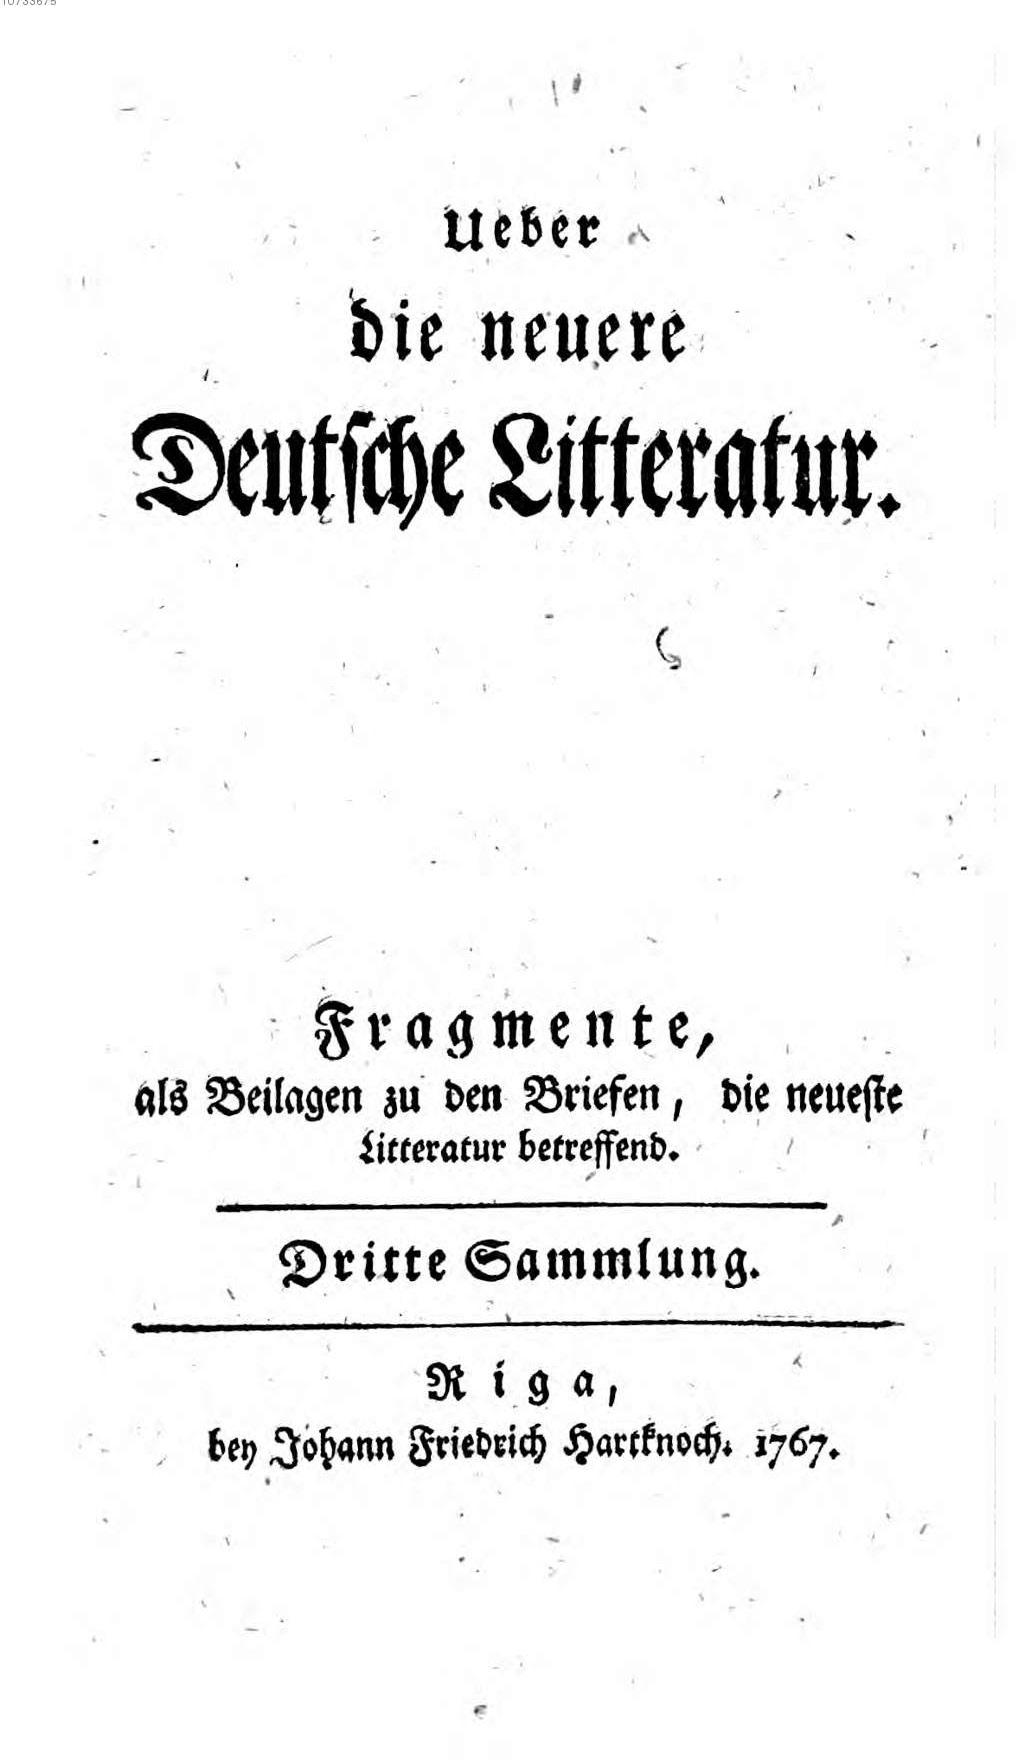 10733675
Ueber
die neuere
Deutſche Litteratur.
Fragmente,
als Beilagen zu den Briefen, die neueſte
Litteratur betreffend.
Dritte Sammlung.
Riga,
bey Johann Friedrich Hartknoch. 1767.